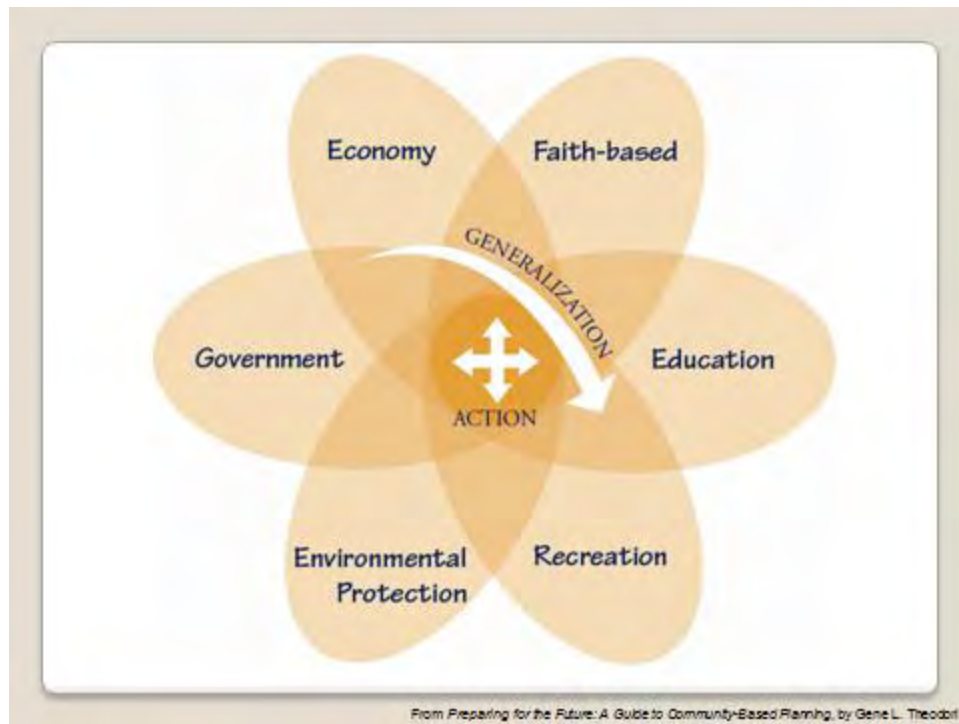 Economy
Faith-based
GENERALIZATION
Government
Education
ACTION
Environmental
Protection
Recreation
From Preparing for the Future: A Guide to Community-Based Planning, by Gene L. Theodori